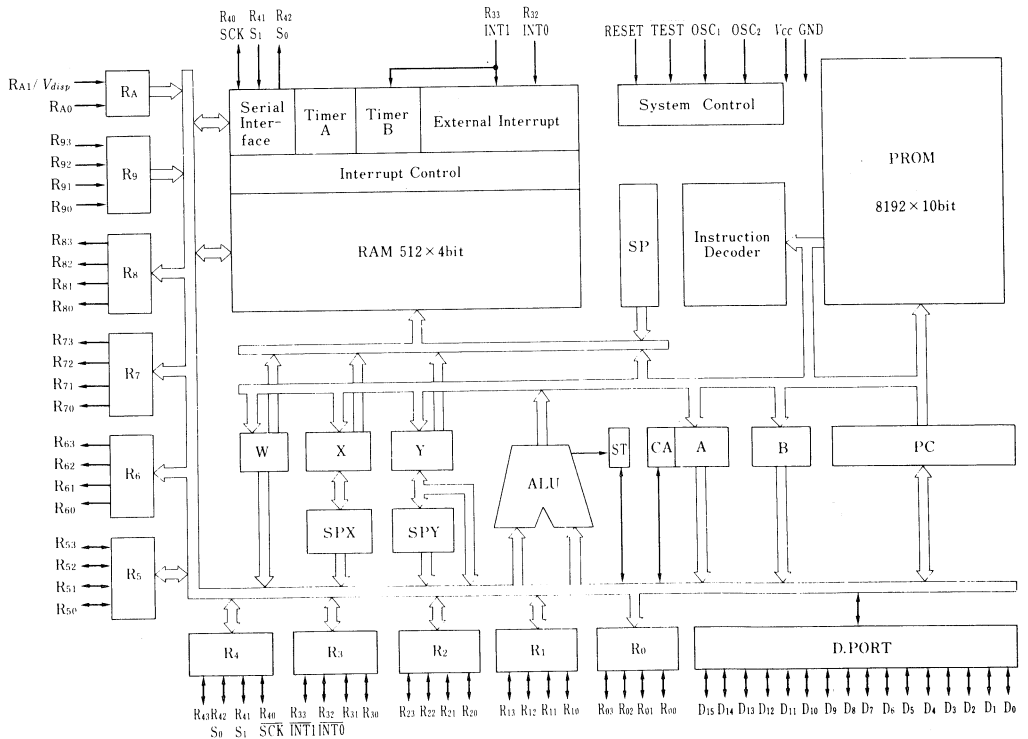 R40 R41 R42
SCK S1 S0
R33 R32
INT1 INT0
RESET TEST OSC1 OSC2 Vcc GND
RA1/Vdisp
RA0
RA
R93
R92
R91
R90
R9
R83
R82
R81
R80
R8
R73
R72
R71
R70
R7
R63
R62
R61
R60
R6
R53
R52
R51
R50
R5
Serial
Inter-
face
Timer
A
Timer
B
External Interrupt
Interrupt Control
RAM 512×4bit
System Control
SP
Instruction
Decoder
PROM
8192×10bit
W
X
Y
SPX
SPY
ALU
ST
CA
A
B
PC
R4
R3
R2
R1
R0
D.PORT
R43 R42 R41 R40
S0 S1 SCK
R33 R32 R31 R30
INT1 INT0
R23 R22 R21 R20
R13 R12 R11 R10
R03 R02 R01 R00
D15 D14 D13 D12 D11 D10 D9 D8 D7 D6 D5 D4 D3 D2 D1 D0